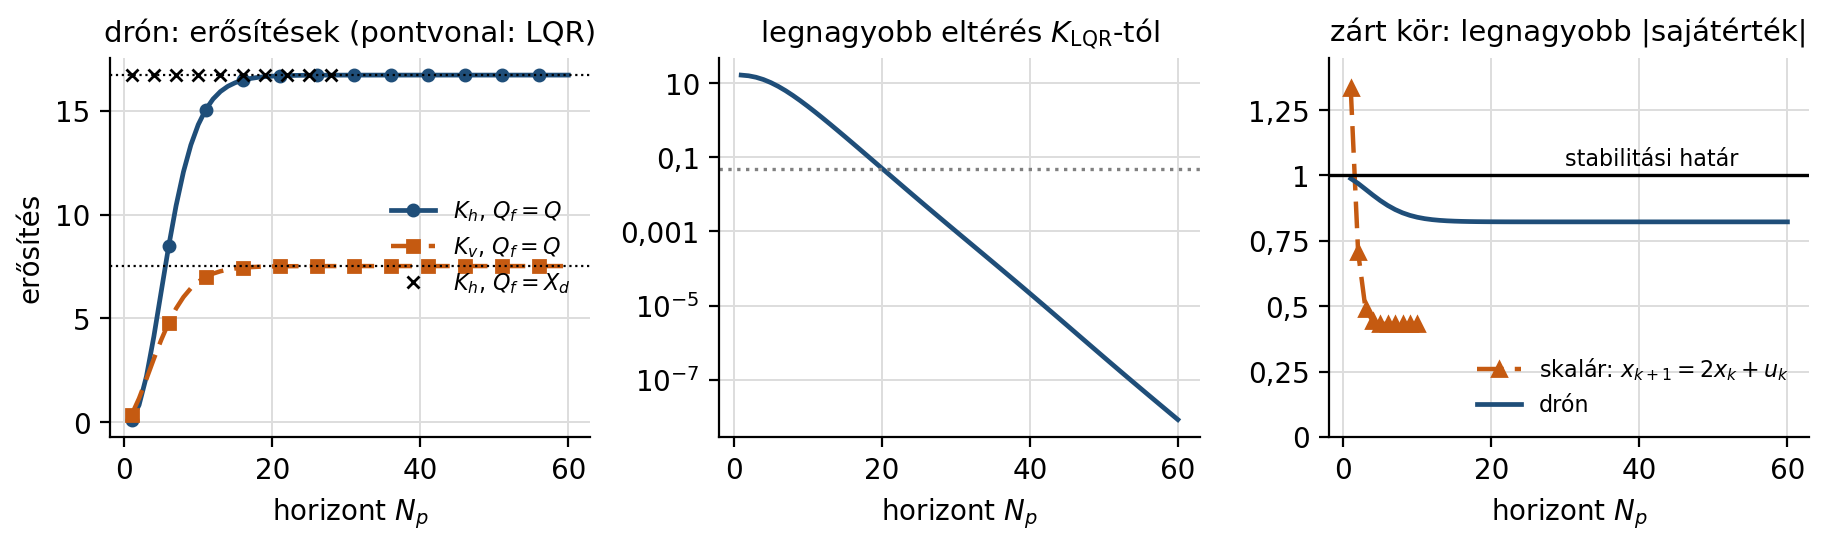 drón: erősítések (pontvonal: LQR)
erősítés
15
10
5
0
K_h, Q_f = Q
K_v, Q_f = Q
K_h, Q_f = X_d
0 20 40 60
horizont N_p
legnagyobb eltérés K_LQR-tól
10
0,1
0,001
10⁻⁵
10⁻⁷
0 20 40 60
horizont N_p
zárt kör: legnagyobb |sajátérték|
1,25
1
0,75
0,5
0,25
0
stabilitási határ
skalár: x_{k+1} = 2x_k + u_k
drón
0 20 40 60
horizont N_p